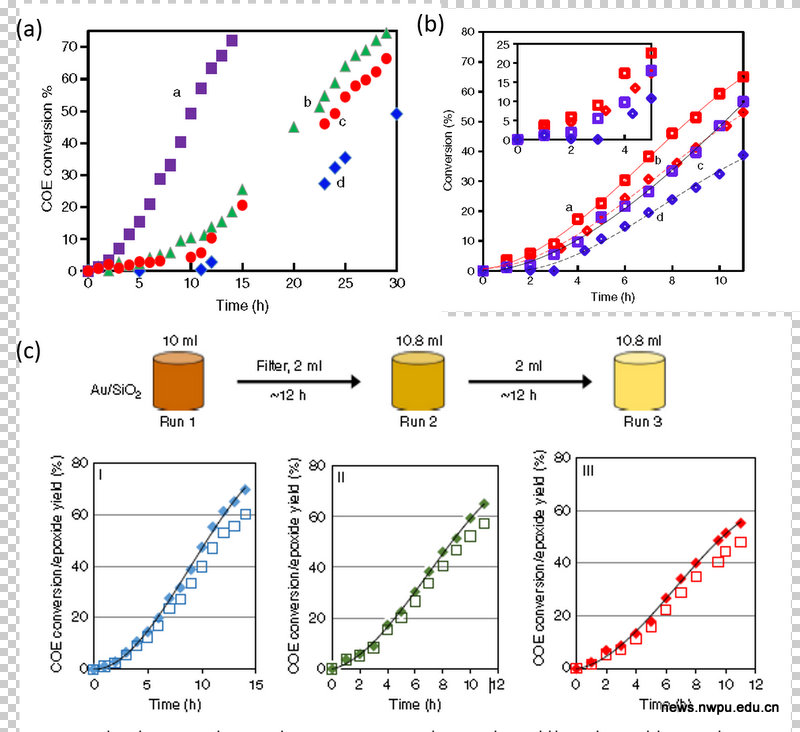 (a)
COE conversion %
75
70
60
50
40
30
20
10
0
a
b
c
d
0
5
10
15
20
25
30
Time (h)
(b)
Conversion (%)
80
70
60
50
40
30
20
10
0
25
20
15
10
5
0
0
2
4
a
b
c
d
0
2
4
6
8
10
Time (h)
(c)
10 ml
10.8 ml
10.8 ml
Au/SiO2
Filter, 2 ml
~12 h
2 ml
~12 h
Run 1
Run 2
Run 3
COE conversion/epoxide yield (%)
80
60
40
20
0
I
0
5
10
15
Time (h)
COE conversion/epoxide yield (%)
80
60
40
20
0
II
0
2
4
6
8
10
12
Time (h)
COE conversion/epoxide yield (%)
80
60
40
20
0
III
0
2
4
6
8
10
12
Time (h)
news.nwpu.edu.cn